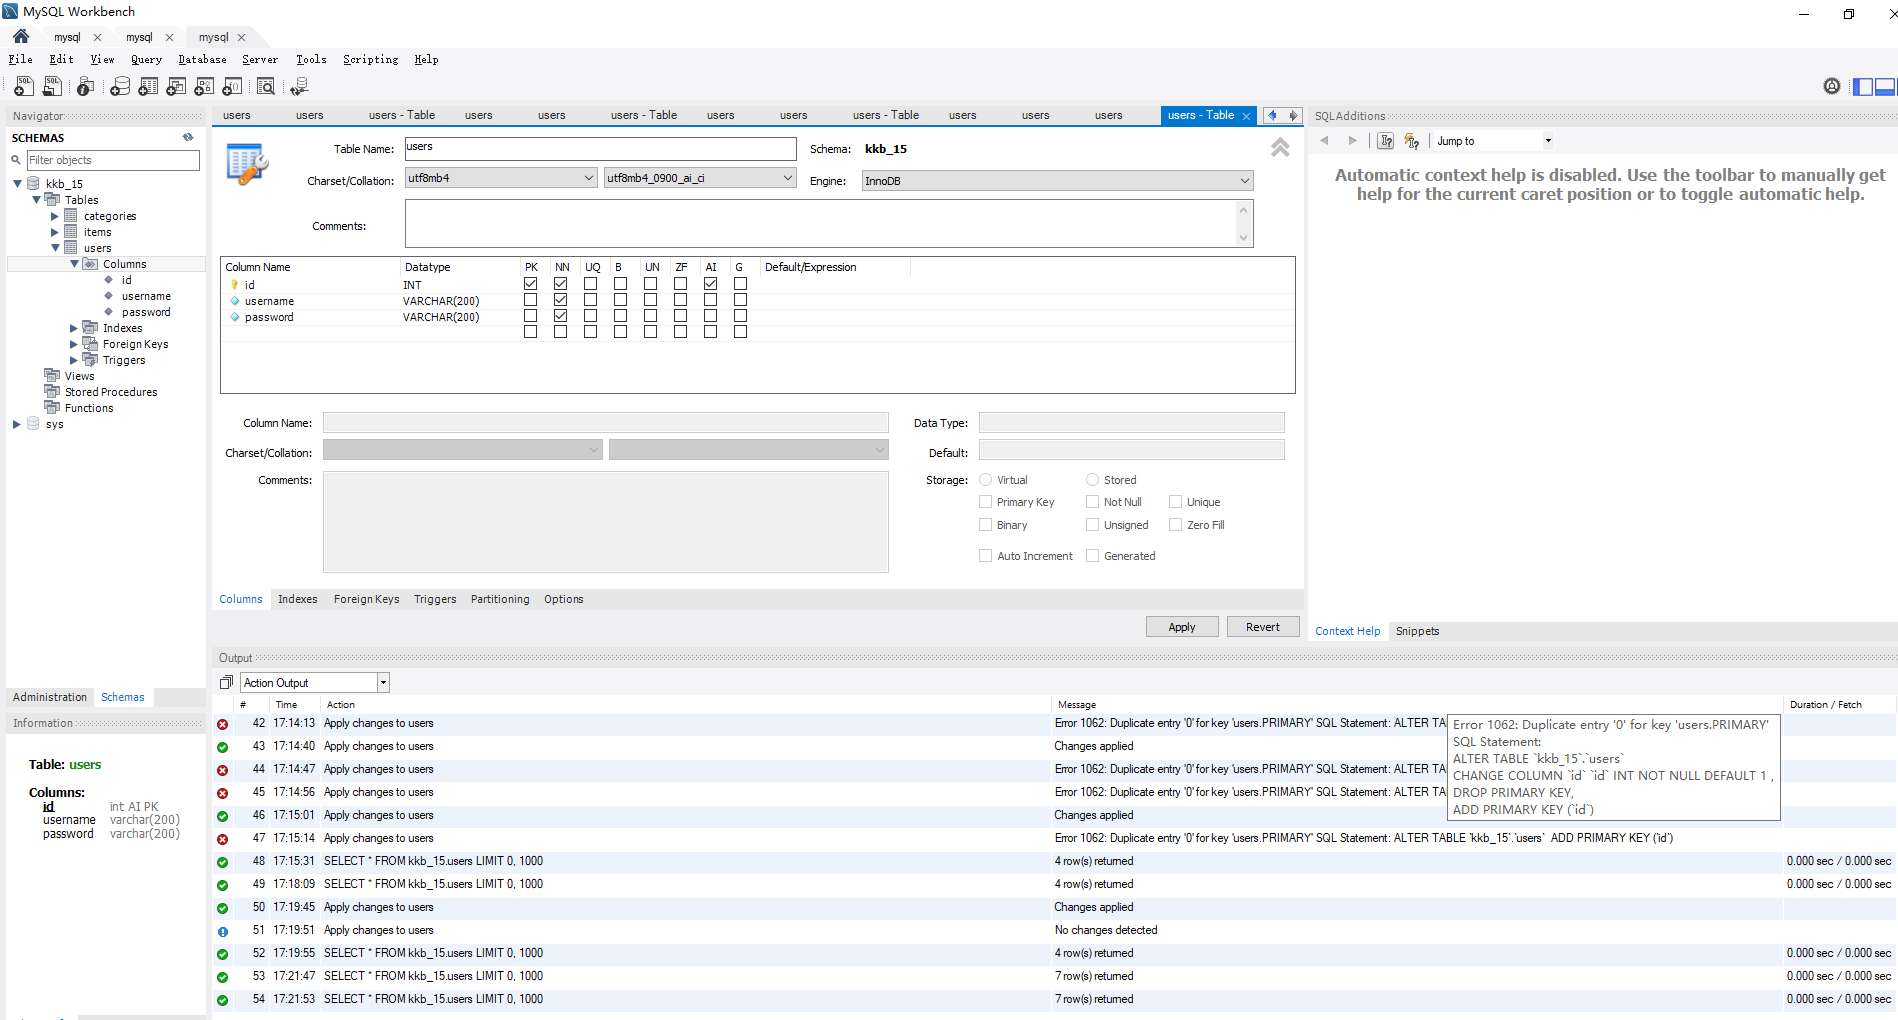 MySQL Workbench
mysql
mysql
mysql
File Edit View Query Database Server Tools Scripting Help
Navigator
SCHEMAS
Filter objects
kkb_15
Tables
categories
items
users
Columns
id
username
password
Indexes
Foreign Keys
Triggers
Views
Stored Procedures
Functions
sys
Administration Schemas
Information
Table: users
Columns:
id int AI PK
username varchar(200)
password varchar(200)
users users users - Table users users users - Table users users users - Table users users users users - Table
Table Name: users Schema: kkb_15
Charset/Collation: utf8mb4 utf8mb4_0900_ai_ci Engine: InnoDB
Comments:
Column Name Datatype PK NN UQ B UN ZF AI G Default/Expression
id INT
username VARCHAR(200)
password VARCHAR(200)
Column Name: Data Type:
Charset/Collation: Default:
Comments: Storage: Virtual Stored
Primary Key Not Null Unique
Binary Unsigned Zero Fill
Auto Increment Generated
Columns Indexes Foreign Keys Triggers Partitioning Options
Apply Revert
SQLAdditions
Jump to
Automatic context help is disabled. Use the toolbar to manually get
help for the current caret position or to toggle automatic help.
Context Help Snippets
Output
Action Output
# Time Action Message Duration / Fetch
42 17:14:13 Apply changes to users Error 1062: Duplicate entry '0' for key 'users.PRIMARY' SQL Statement: ALTER TA
43 17:14:40 Apply changes to users Changes applied
44 17:14:47 Apply changes to users Error 1062: Duplicate entry '0' for key 'users.PRIMARY' SQL Statement: ALTER TA
45 17:14:56 Apply changes to users Error 1062: Duplicate entry '0' for key 'users.PRIMARY' SQL Statement: ALTER TA
46 17:15:01 Apply changes to users Changes applied
47 17:15:14 Apply changes to users Error 1062: Duplicate entry '0' for key 'users.PRIMARY' SQL Statement: ALTER TABLE `kkb_15`.`users` ADD PRIMARY KEY (`id`)
48 17:15:31 SELECT * FROM kkb_15.users LIMIT 0, 1000 4 row(s) returned 0.000 sec / 0.000 sec
49 17:18:09 SELECT * FROM kkb_15.users LIMIT 0, 1000 4 row(s) returned 0.000 sec / 0.000 sec
50 17:19:45 Apply changes to users Changes applied
51 17:19:51 Apply changes to users No changes detected
52 17:19:55 SELECT * FROM kkb_15.users LIMIT 0, 1000 4 row(s) returned 0.000 sec / 0.000 sec
53 17:21:47 SELECT * FROM kkb_15.users LIMIT 0, 1000 7 row(s) returned 0.000 sec / 0.000 sec
54 17:21:53 SELECT * FROM kkb_15.users LIMIT 0, 1000 7 row(s) returned 0.000 sec / 0.000 sec
Error 1062: Duplicate entry '0' for key 'users.PRIMARY'
SQL Statement:
ALTER TABLE `kkb_15`.`users`
CHANGE COLUMN `id` `id` INT NOT NULL DEFAULT 1 ,
DROP PRIMARY KEY,
ADD PRIMARY KEY (`id`)